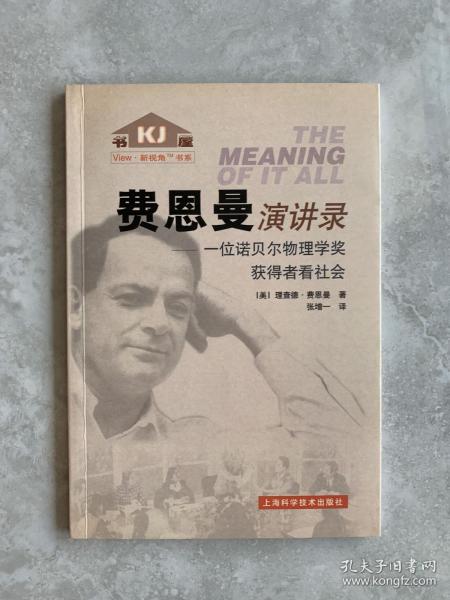 书 KJ 屋
View·新视角™书系
THE
MEANING
OF IT ALL
费恩曼演讲录
——一位诺贝尔物理学奖
获得者看社会
[美] 理查德·费恩曼 著
张增一 译
上海科学技术出版社
孔夫子旧书网
www.kongfz.com